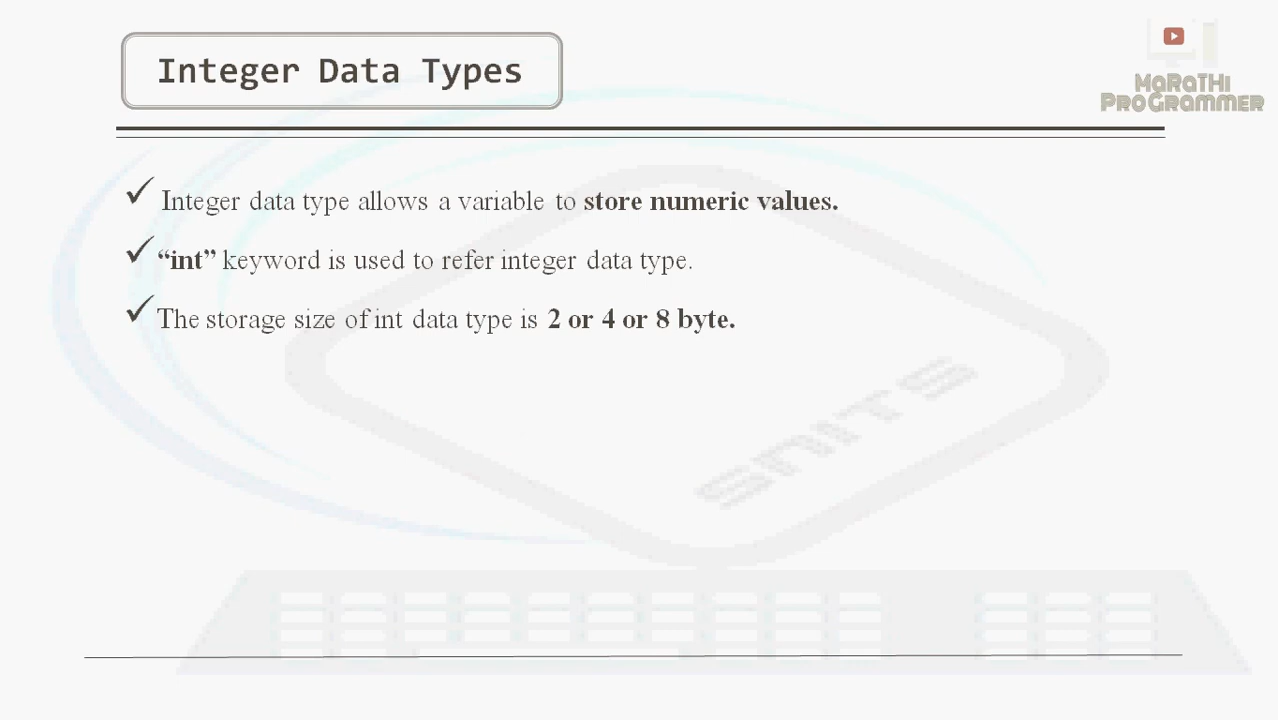 Integer Data Types
MaRaTHi
ProGrammer
Integer data type allows a variable to store numeric values.
“int” keyword is used to refer integer data type.
The storage size of int data type is 2 or 4 or 8 byte.
SNITS